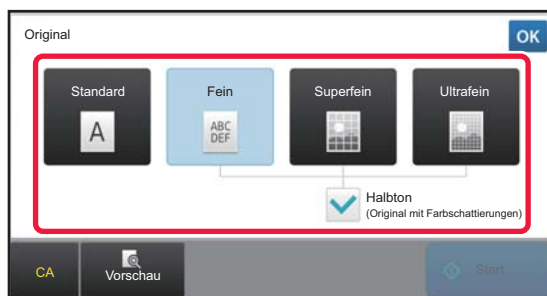 Original
OK
Standard
Fein
Superfein
Ultrafein
A
ABC
DEF
Halbton
(Original mit Farbschattierungen)
CA
Vorschau
Start